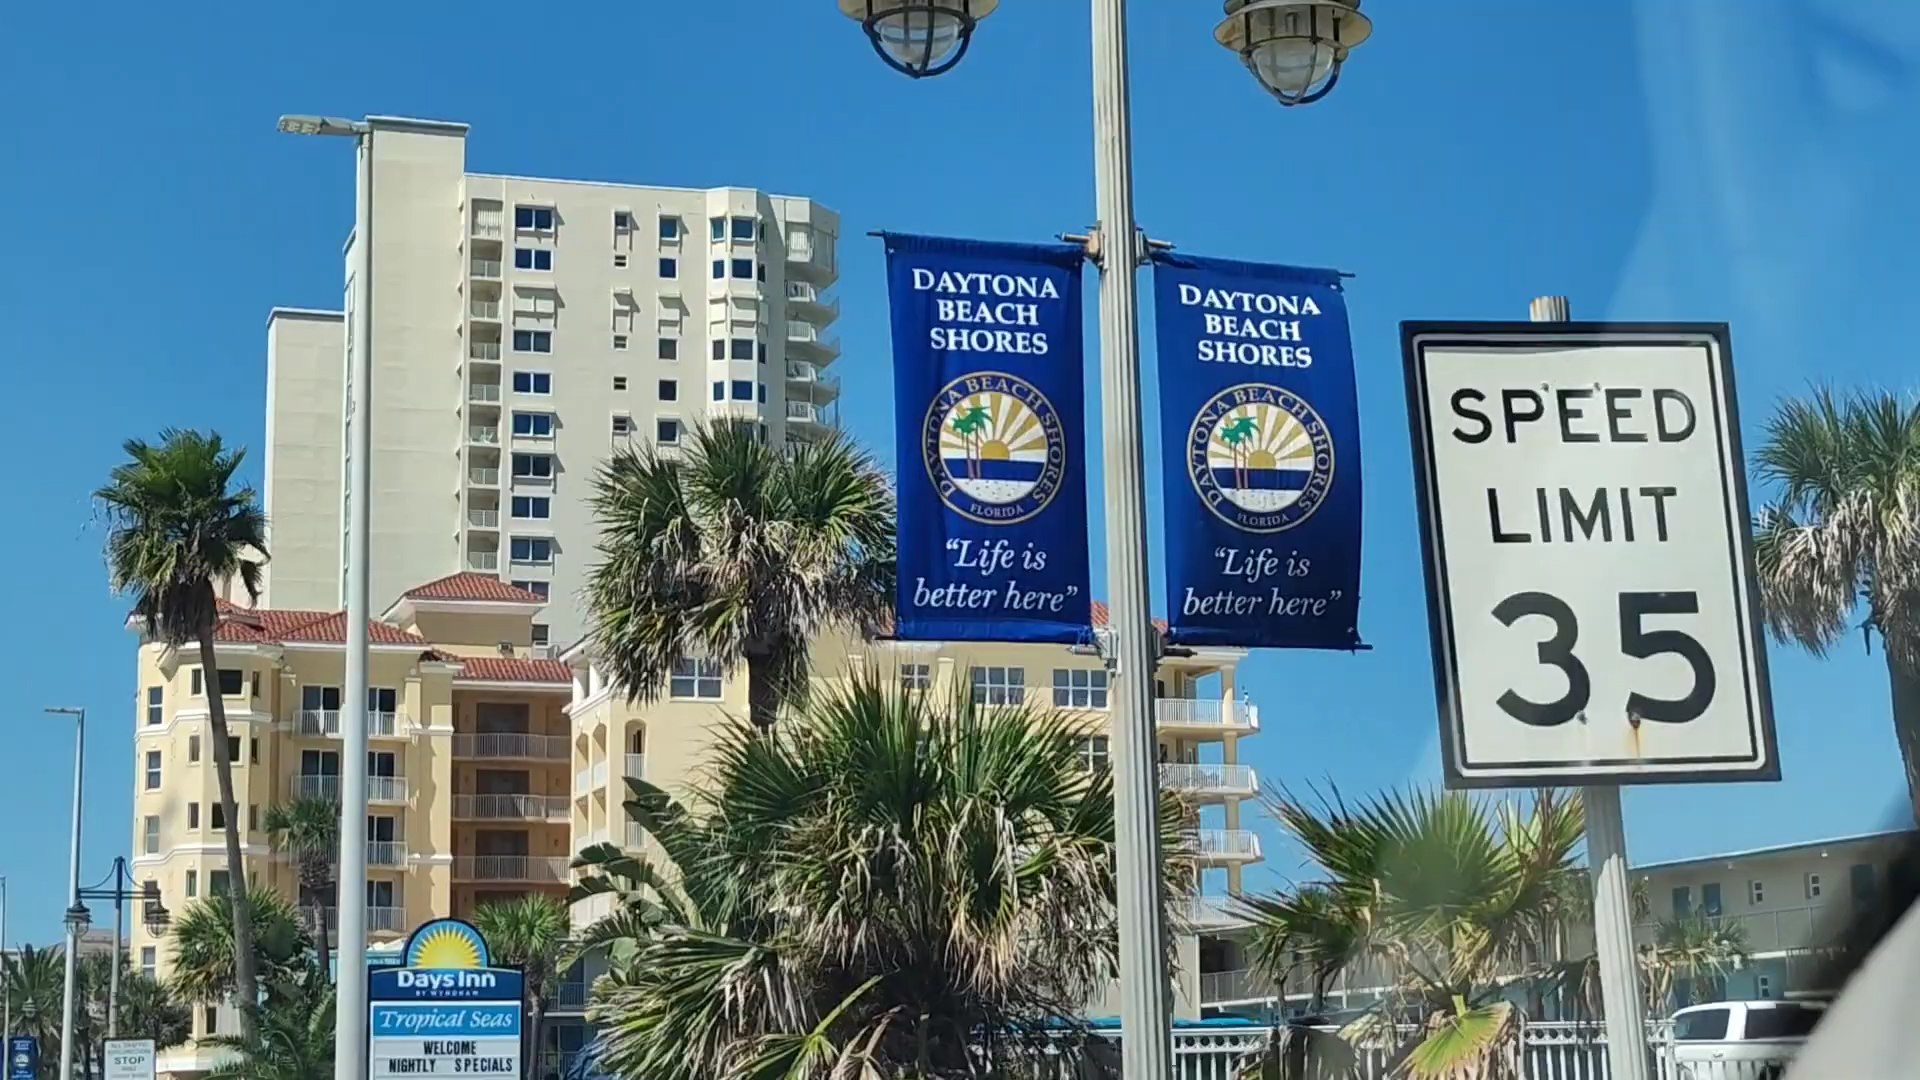 DAYTONA
BEACH
SHORES
DAYTONA BEACH SHORES
FLORIDA
“Life is
better here”
DAYTONA
BEACH
SHORES
DAYTONA BEACH SHORES
FLORIDA
“Life is
better here”
SPEED
LIMIT
35
Days Inn
BY WYNDHAM
Tropical Seas
WELCOME
NIGHTLY SPECIALS
STOP